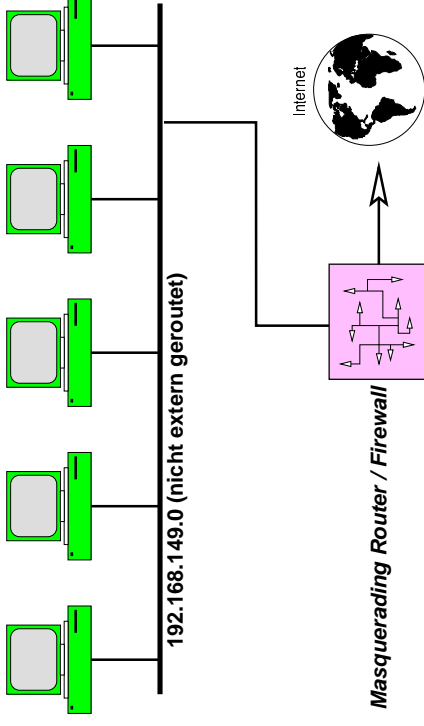 192.168.149.0 (nicht extern geroutet)
Internet
Masquerading Router / Firewall